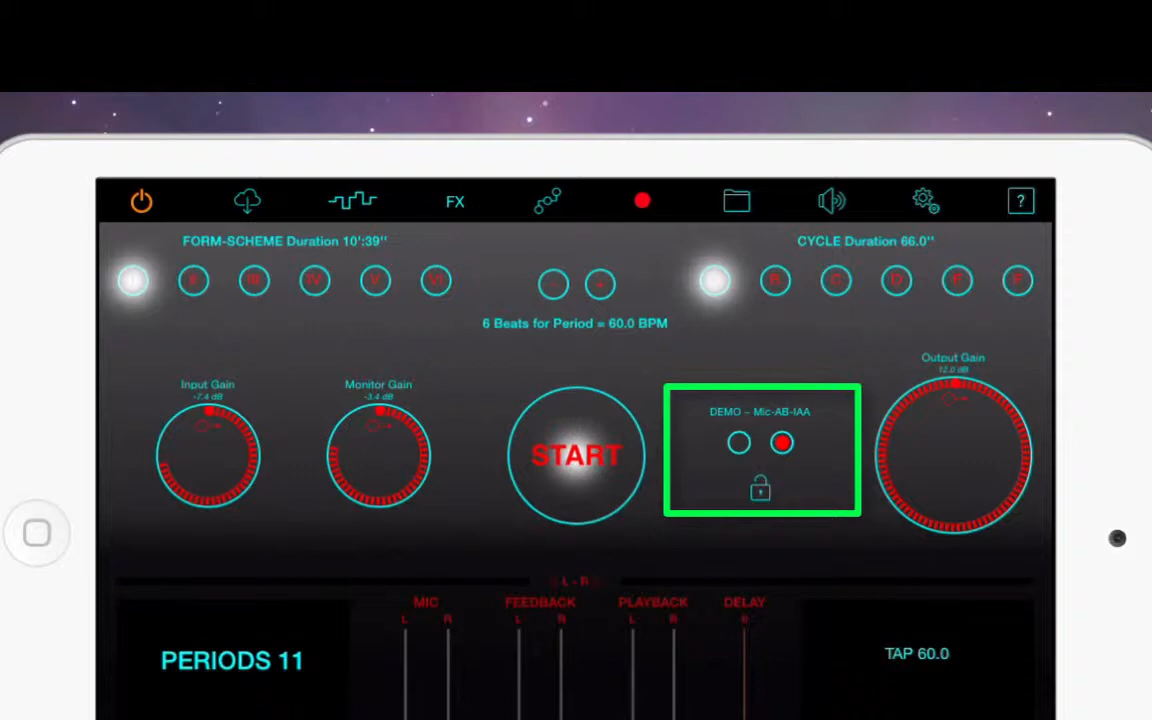 FX
?
FORM-SCHEME Duration 10':39"
CYCLE Duration 66.0"
II III IV V VI
- +
B C D F
6 Beats for Period = 60.0 BPM
Input Gain
-7.4 dB
Monitor Gain
-3.4 dB
START
DEMO - Mic-AB-IAA
Output Gain
12.0 dB
L - R
MIC FEEDBACK PLAYBACK DELAY
L R L R L R
PERIODS 11
TAP 60.0